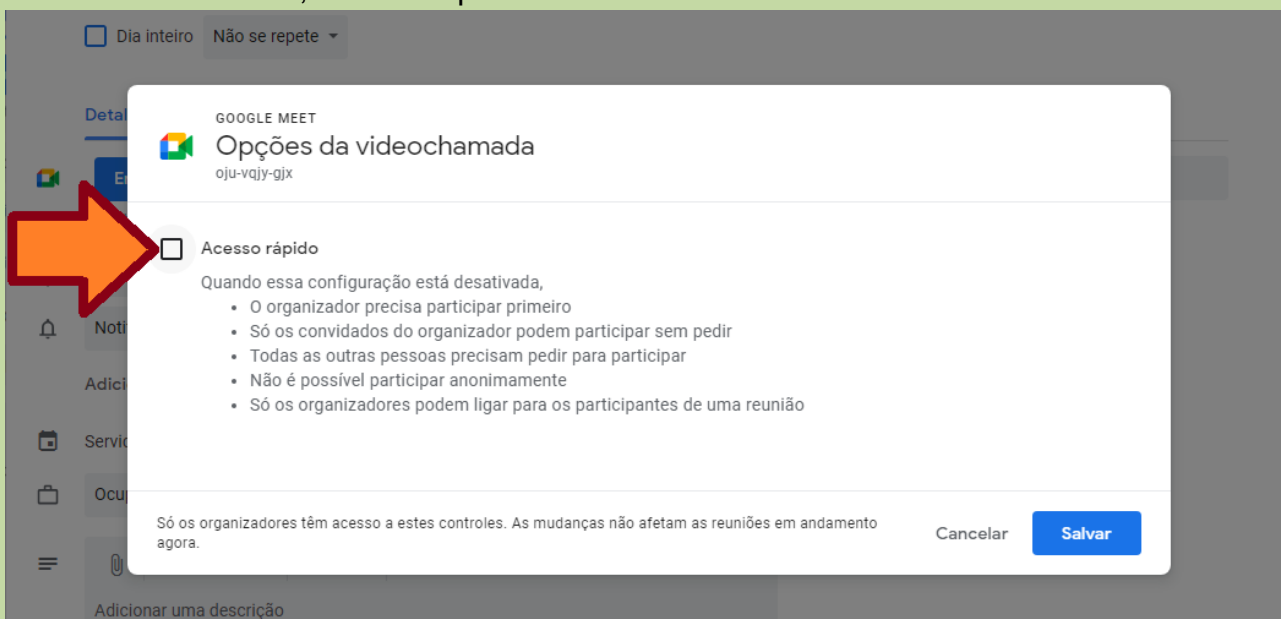 Dia inteiro Não se repete
GOOGLE MEET
Opções da videochamada
oju-vqjy-gjx
Acesso rápido
Quando essa configuração está desativada,
• O organizador precisa participar primeiro
• Só os convidados do organizador podem participar sem pedir
• Todas as outras pessoas precisam pedir para participar
• Não é possível participar anonimamente
• Só os organizadores podem ligar para os participantes de uma reunião
Só os organizadores têm acesso a estes controles. As mudanças não afetam as reuniões em andamento
agora.
Cancelar Salvar
Adicionar uma descrição